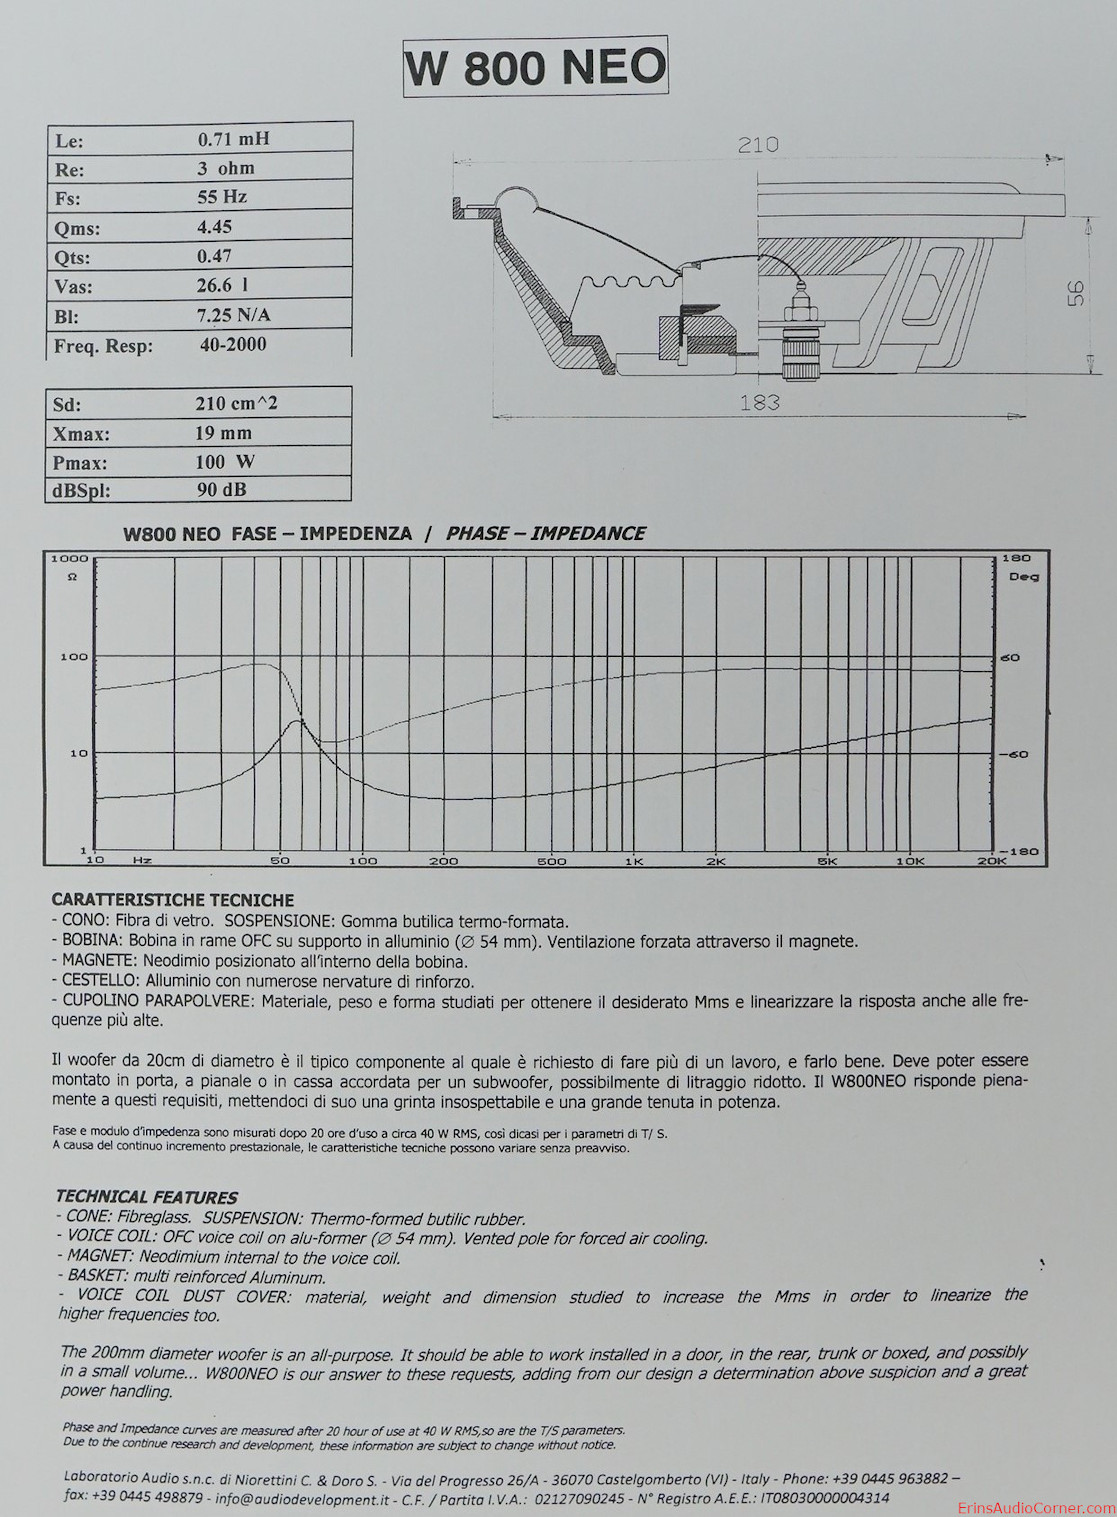 W 800 NEO
Le: 0.71 mH
Re: 3 ohm
Fs: 55 Hz
Qms: 4.45
Qts: 0.47
Vas: 26.6 l
Bl: 7.25 N/A
Freq. Resp: 40-2000
210
56
183
Sd: 210 cm^2
Xmax: 19 mm
Pmax: 100 W
dBSpl: 90 dB
W800 NEO FASE – IMPEDENZA / PHASE – IMPEDANCE
1000 180
Ω Deg
100 60
10 -60
1 -180
10 Hz 50 100 200 500 1K 2K 5K 10K 20K
CARATTERISTICHE TECNICHE
- CONO: Fibra di vetro. SOSPENSIONE: Gomma butilica termo-formata.
- BOBINA: Bobina in rame OFC su supporto in alluminio (∅ 54 mm). Ventilazione forzata attraverso il magnete.
- MAGNETE: Neodimio posizionato all'interno della bobina.
- CESTELLO: Alluminio con numerose nervature di rinforzo.
- CUPOLINO PARAPOLVERE: Materiale, peso e forma studiati per ottenere il desiderato Mms e linearizzare la risposta anche alle fre-
quenze più alte.
Il woofer da 20cm di diametro è il tipico componente al quale è richiesto di fare più di un lavoro, e farlo bene. Deve poter essere
montato in porta, a pianale o in cassa accordata per un subwoofer, possibilmente di litraggio ridotto. Il W800NEO risponde piena-
mente a questi requisiti, mettendoci di suo una grinta insospettabile e una grande tenuta in potenza.
Fase e modulo d'impedenza sono misurati dopo 20 ore d'uso a circa 40 W RMS, così dicasi per i parametri di T/ S.
A causa del continuo incremento prestazionale, le caratteristiche tecniche possono variare senza preavviso.
TECHNICAL FEATURES
- CONE: Fibreglass. SUSPENSION: Thermo-formed butilic rubber.
- VOICE COIL: OFC voice coil on alu-former (∅ 54 mm). Vented pole for forced air cooling.
- MAGNET: Neodimium internal to the voice coil.
- BASKET: multi reinforced Aluminum.
- VOICE COIL DUST COVER: material, weight and dimension studied to increase the Mms in order to linearize the
higher frequencies too.
The 200mm diameter woofer is an all-purpose. It should be able to work installed in a door, in the rear, trunk or boxed, and possibly
in a small volume... W800NEO is our answer to these requests, adding from our design a determination above suspicion and a great
power handling.
Phase and Impedance curves are measured after 20 hour of use at 40 W RMS,so are the T/S parameters.
Due to the continue research and development, these information are subject to change without notice.
Laboratorio Audio s.n.c. di Niorettini C. & Doro S. - Via del Progresso 26/A - 36070 Castelgomberto (VI) - Italy - Phone: +39 0445 963882 –
fax: +39 0445 498879 - info@audiodevelopment.it - C.F. / Partita I.V.A.: 02127090245 - N° Registro A.E.E.: IT08030000004314
ErinsAudioCorner.com